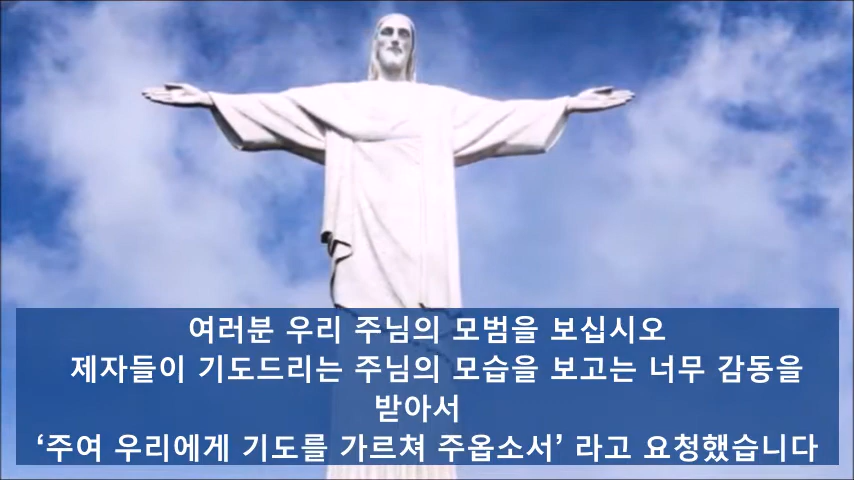 여러분 우리 주님의 모범을 보십시오
제자들이 기도드리는 주님의 모습을 보고는 너무 감동을
받아서
‘주여 우리에게 기도를 가르쳐 주옵소서’ 라고 요청했습니다